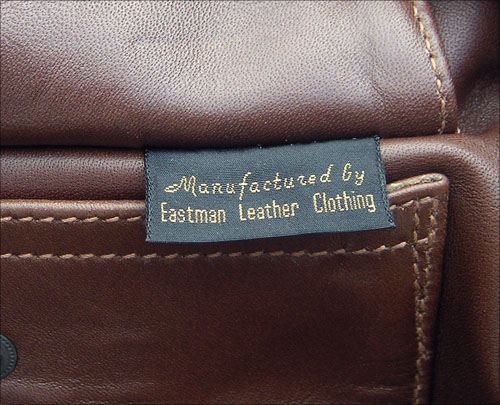 Manufactured by
Eastman Leather Clothing